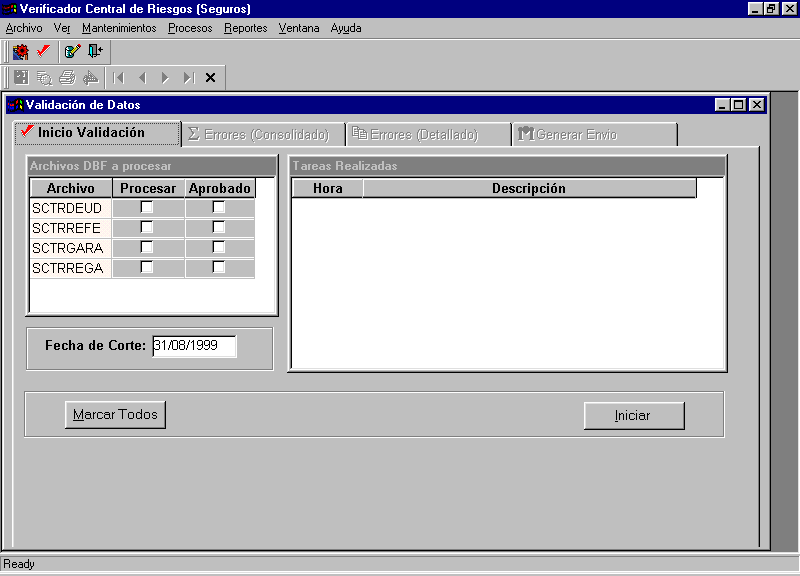 Verificador Central de Riesgos (Seguros)
Archivo Ver Mantenimientos Procesos Reportes Ventana Ayuda
Validación de Datos
Inicio Validación Errores (Consolidado) Errores (Detallado) Generar Envio
Archivos DBF a procesar
Archivo Procesar Aprobado
SCTRDEUD
SCTRREFE
SCTRGARA
SCTRREGA
Tareas Realizadas
Hora Descripción
Fecha de Corte: 31/08/1999
Marcar Todos Iniciar
Ready